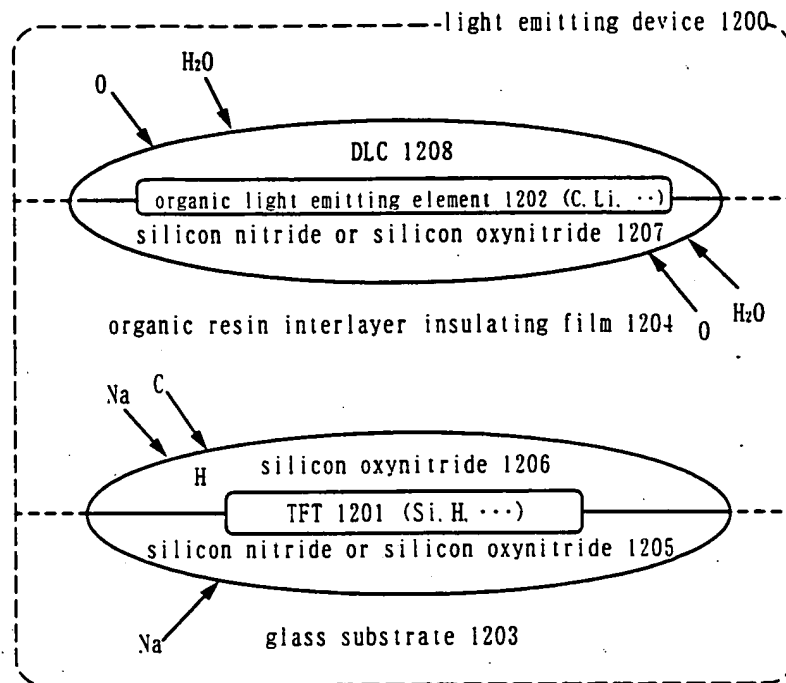 light emitting device 1200
H₂O
O
DLC 1208
organic light emitting element 1202 (C. Li. ··)
silicon nitride or silicon oxynitride 1207
H₂O
organic resin interlayer insulating film 1204
O
C
Na
silicon oxynitride 1206
H
TFT 1201 (Si. H. ···)
silicon nitride or silicon oxynitride 1205
Na
glass substrate 1203